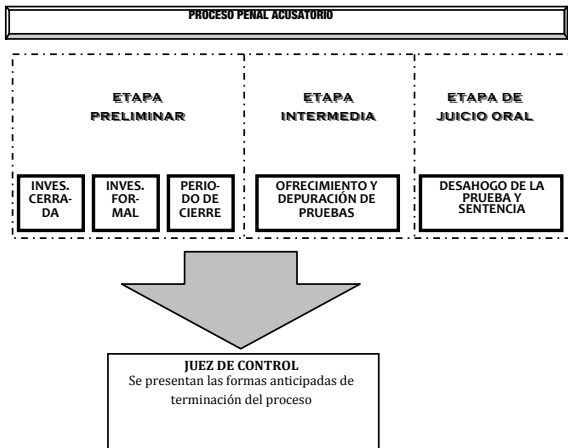 PROCESO PENAL ACUSATORIO
ETAPA
PRELIMINAR
INVES.
CERRA-
DA
INVES.
FOR-
MAL
PERIO-
DO DE
CIERRE
ETAPA
INTERMEDIA
OFRECIMIENTO Y
DEPURACIÓN DE
PRUEBAS
ETAPA DE
JUICIO ORAL
DESAHOGO DE LA
PRUEBA Y
SENTENCIA
JUEZ DE CONTROL
Se presentan las formas anticipadas de
terminación del proceso